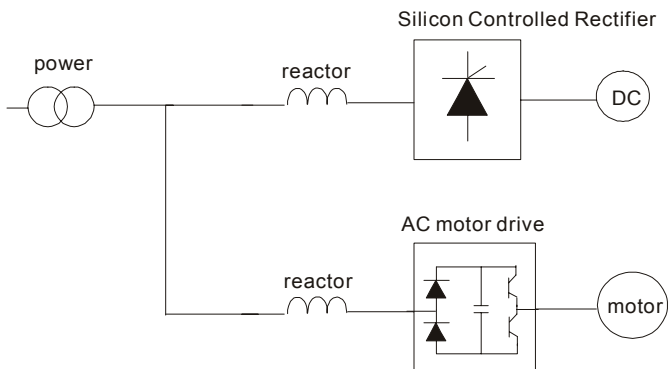 Silicon Controlled Rectifier
power
reactor
DC
AC motor drive
reactor
motor